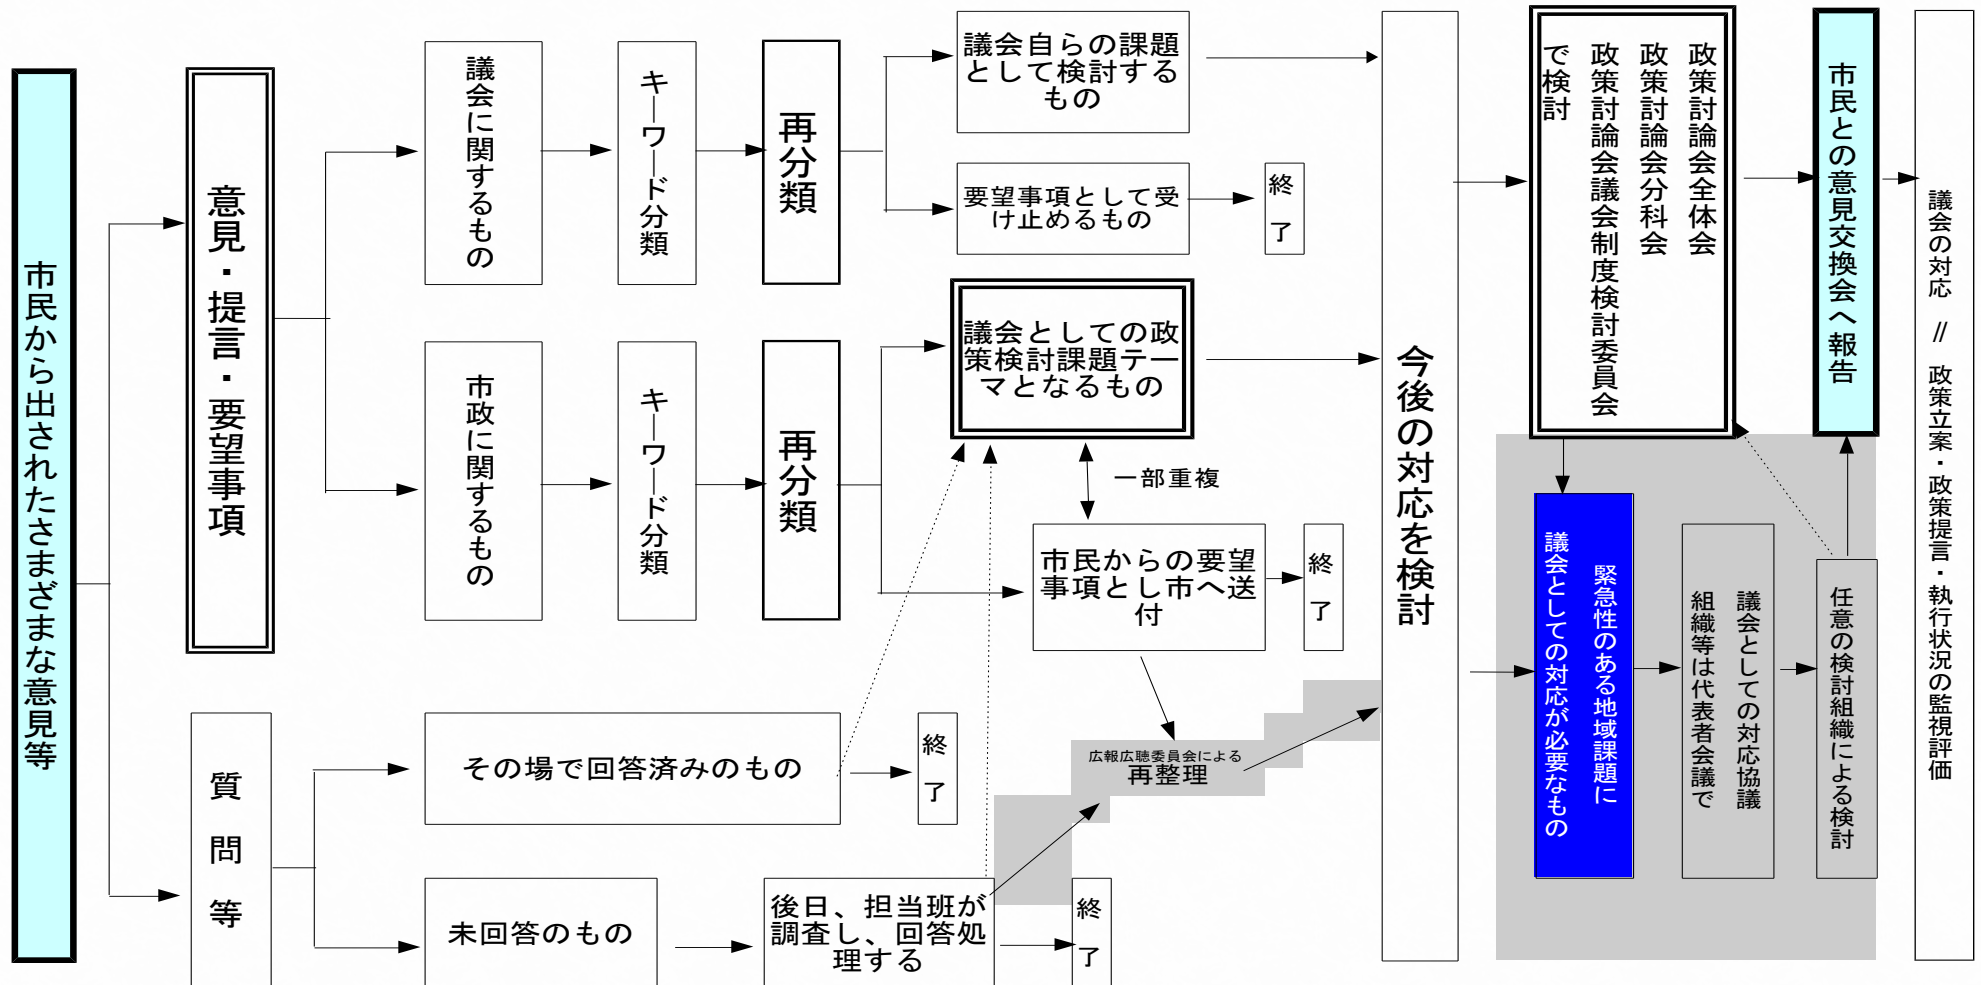 市民から出されたさまざまな意見等
意見・提言・要望事項
質問等
議会に関するもの
キーワード分類
再分類
議会自らの課題
として検討する
もの
要望事項として受
け止めるもの
終了
市政に関するもの
キーワード分類
再分類
議会としての政
策検討課題テー
マとなるもの
一部重複
市民からの要望
事項とし市へ送
付
終了
その場で回答済みのもの
終了
未回答のもの
後日、担当班が
調査し、回答処
理する
終了
広報広聴委員会による
再整理
今後の対応を検討
政策討論会全体会
政策討論会分科会
政策討論会議会制度検討委員会
で検討
緊急性のある地域課題に
議会としての対応が必要なもの
議会としての対応協議
組織等は代表者会議で
任意の検討組織による検討
市民との意見交換会へ報告
議会の対応 // 政策立案・政策提言・執行状況の監視評価